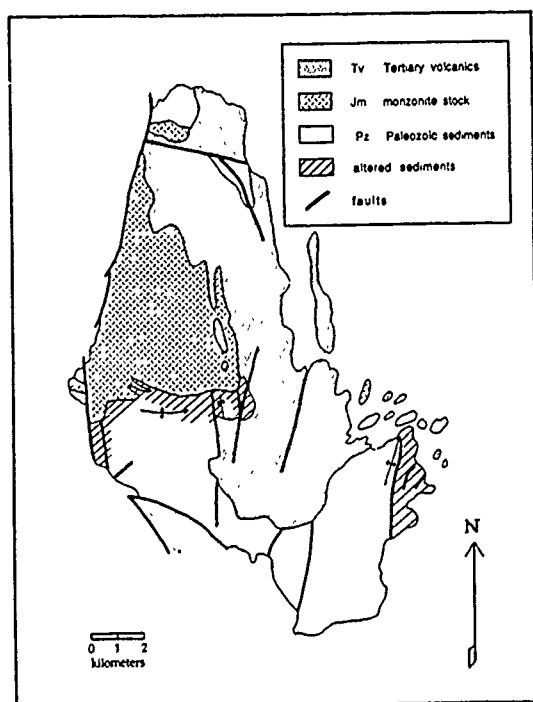 Tv Tertiary volcanics
Jm monzonite stock
Pz Paleozoic sediments
altered sediments
faults
N
0 1 2
kilometers